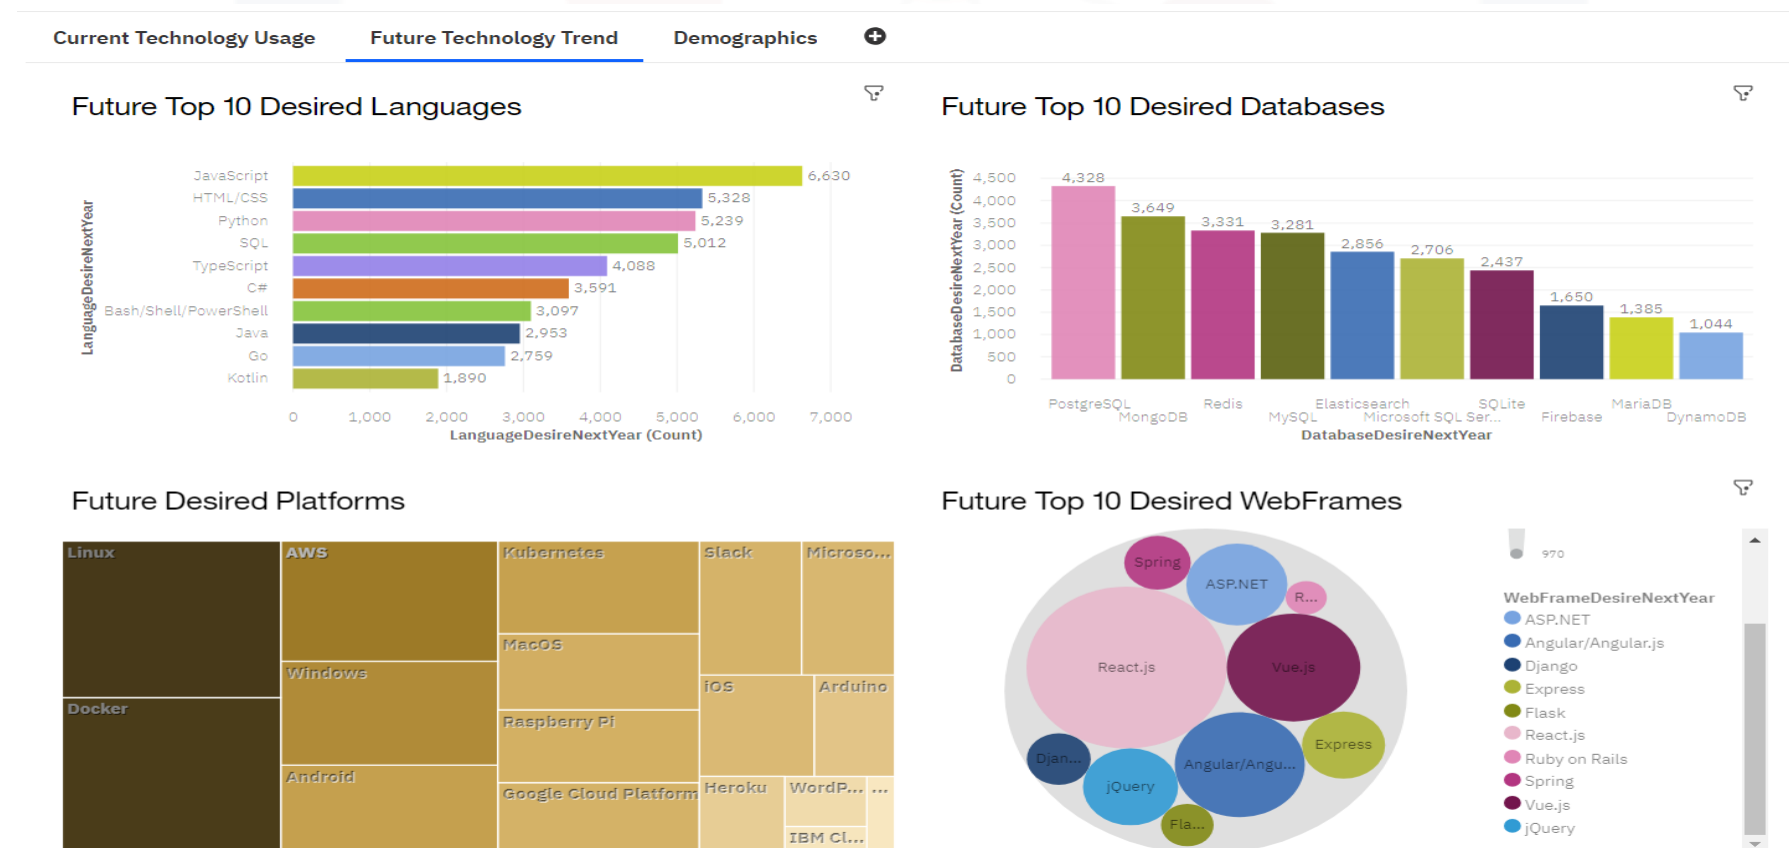 Current Technology Usage
Future Technology Trend
Demographics
Future Top 10 Desired Languages
LanguageDesireNextYear
JavaScript 6,630
HTML/CSS 5,328
Python 5,239
SQL 5,012
TypeScript 4,088
C# 3,591
Bash/Shell/PowerShell 3,097
Java 2,953
Go 2,759
Kotlin 1,890
0 1,000 2,000 3,000 4,000 5,000 6,000 7,000
LanguageDesireNextYear (Count)
Future Top 10 Desired Databases
DatabaseDesireNextYear (Count)
4,500
4,000
3,500
3,000
2,500
2,000
1,500
1,000
500
0
4,328
3,649
3,331
3,281
2,856
2,706
2,437
1,650
1,385
1,044
PostgreSQL
MongoDB
Redis
MySQL
Elasticsearch
Microsoft SQL Ser...
SQLite
Firebase
MariaDB
DynamoDB
DatabaseDesireNextYear
Future Desired Platforms
Linux
Docker
AWS
Windows
Android
Kubernetes
MacOS
Raspberry Pi
Google Cloud Platform
Slack
Microso...
iOS
Arduino
Heroku
WordP...
...
IBM Cl...
Future Top 10 Desired WebFrames
Spring
ASP.NET
R...
React.js
Vue.js
Express
Djan...
jQuery
Angular/Angu...
Fla...
970
WebFrameDesireNextYear
ASP.NET
Angular/Angular.js
Django
Express
Flask
React.js
Ruby on Rails
Spring
Vue.js
jQuery